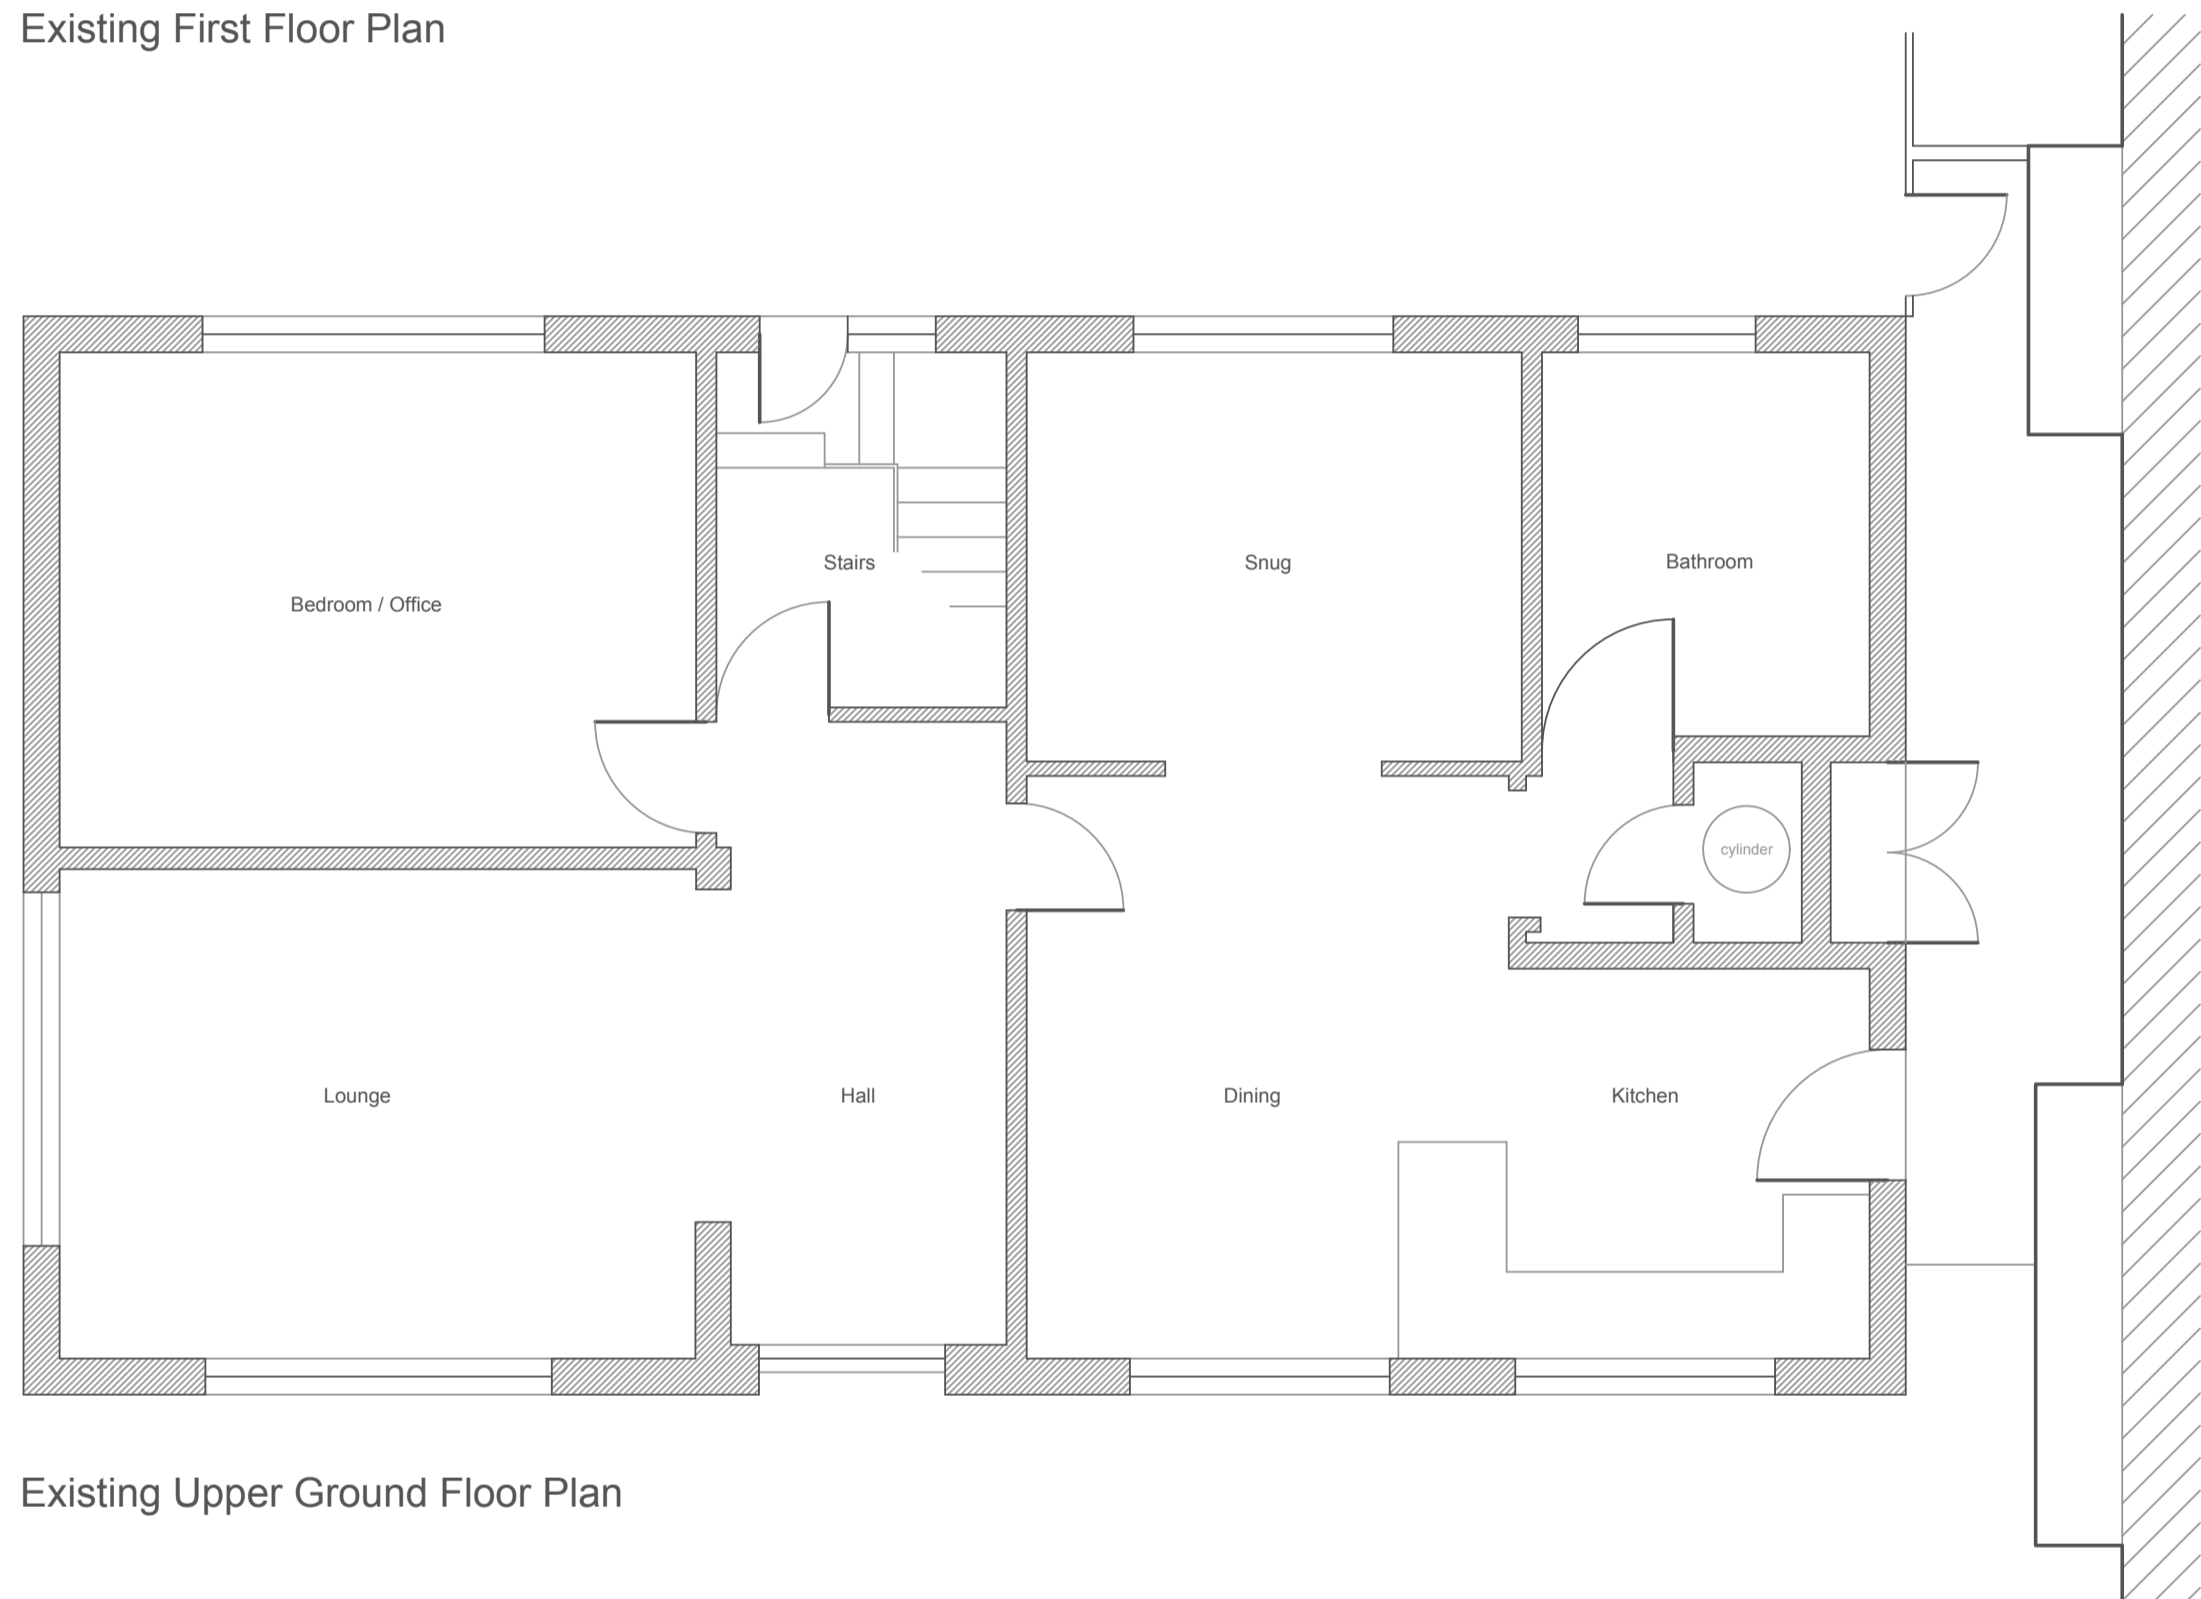 Existing First Floor Plan
Stairs
Snug
Bathroom
Bedroom / Office
cylinder
Lounge
Hall
Dining
Kitchen
Existing Upper Ground Floor Plan